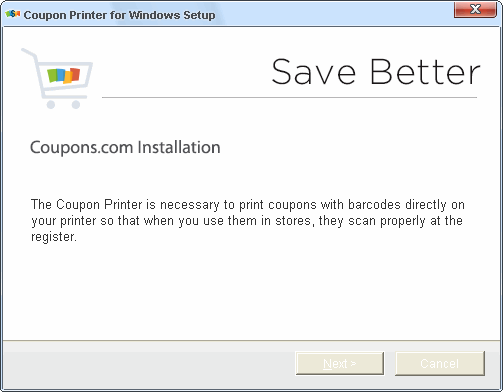 Coupon Printer for Windows Setup
Save Better
Coupons.com Installation
The Coupon Printer is necessary to print coupons with barcodes directly on
your printer so that when you use them in stores, they scan properly at the
register.
Next >
Cancel